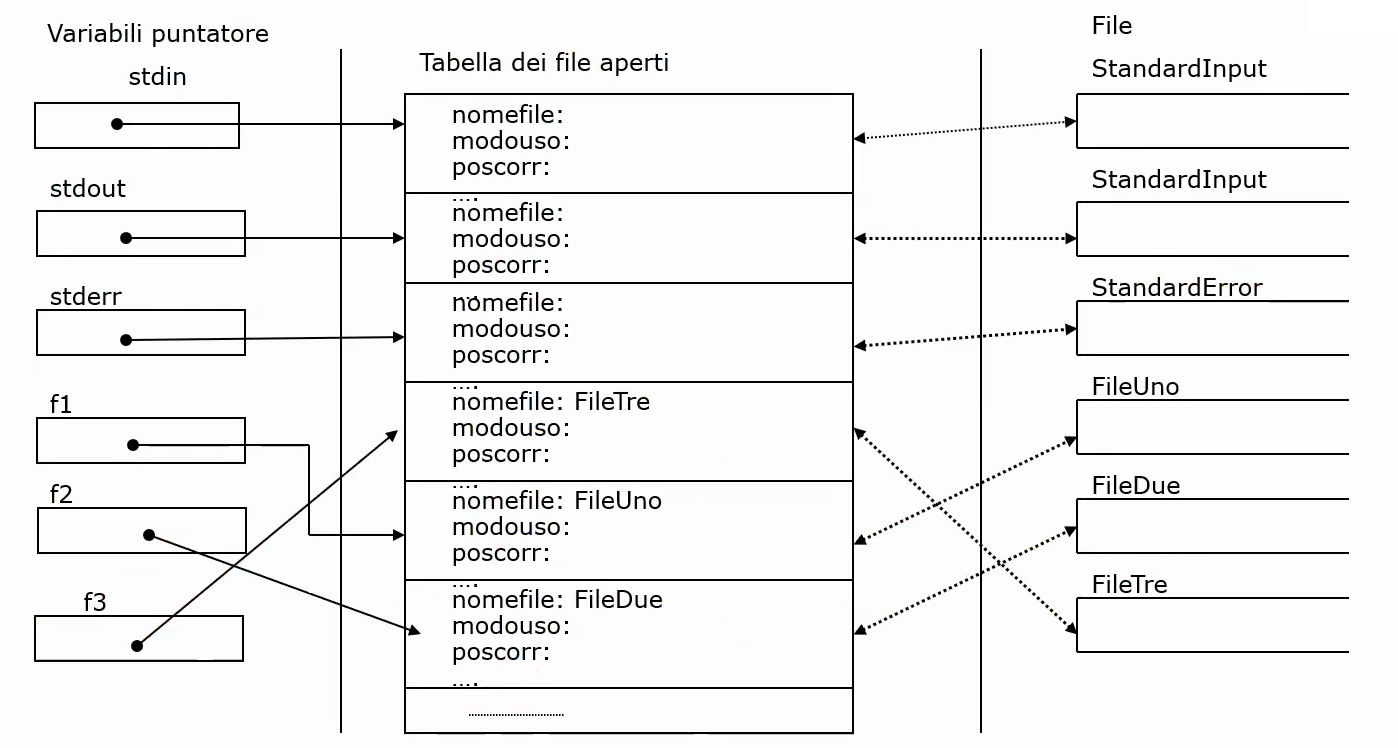 Variabili puntatore
stdin
stdout
stderr
f1
f2
f3
Tabella dei file aperti
nomefile:
modouso:
poscorr:
....
nomefile:
modouso:
poscorr:
....
nomefile:
modouso:
poscorr:
....
nomefile: FileTre
modouso:
poscorr:
....
nomefile: FileUno
modouso:
poscorr:
....
nomefile: FileDue
modouso:
poscorr:
....
................................
File
StandardInput
StandardInput
StandardError
FileUno
FileDue
FileTre